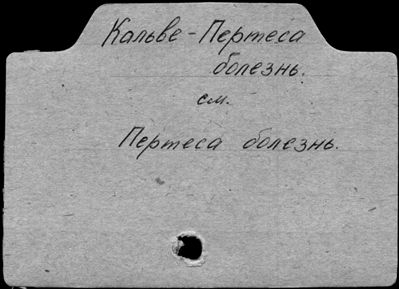 Кальве-Пертеса
болезнь.
см.
Пертеса болезнь.